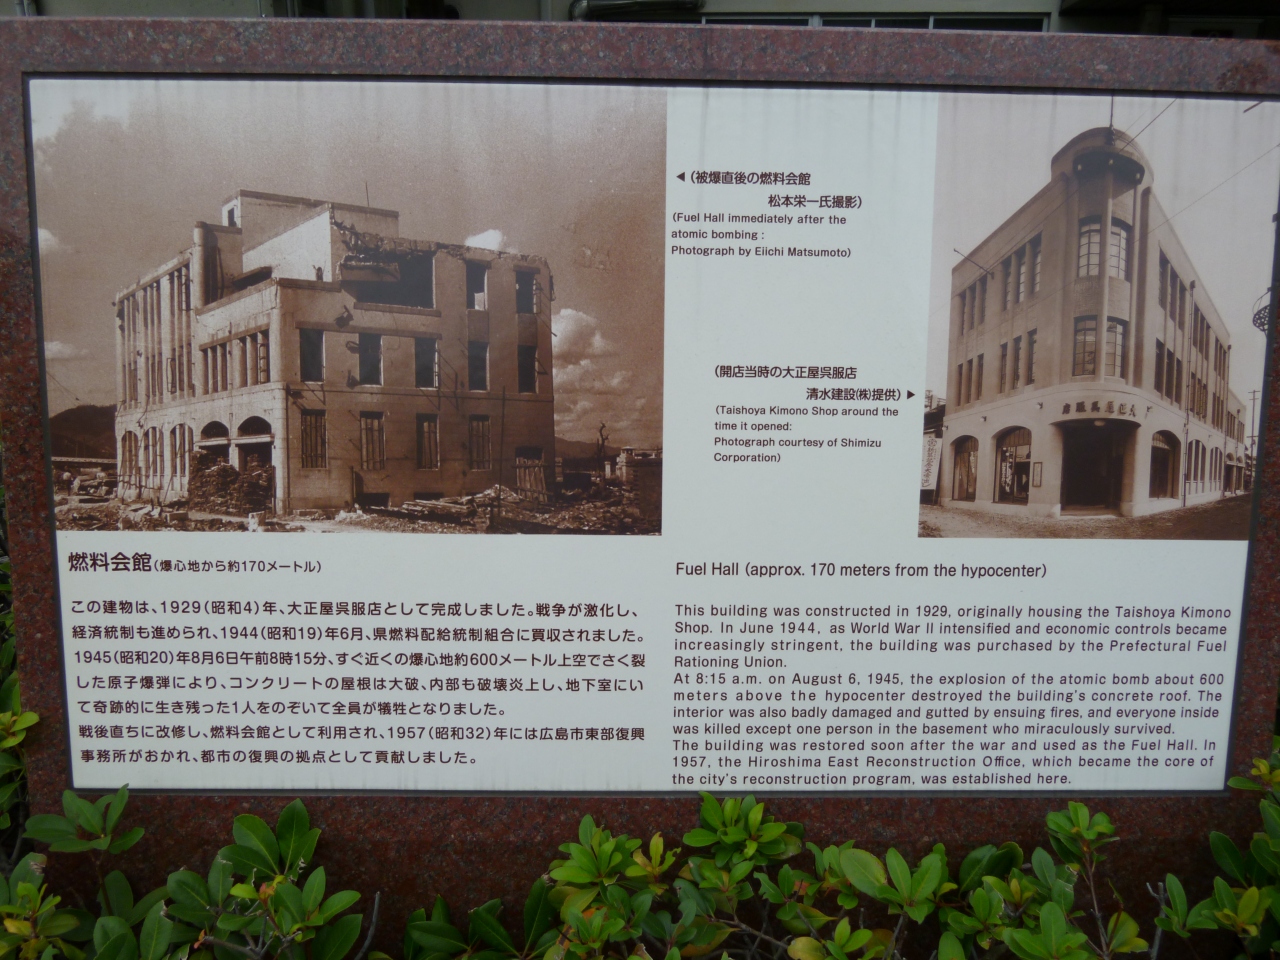 ◀(被爆直後の燃料会館
松本栄一氏撮影)
(Fuel Hall immediately after the
atomic bombing :
Photograph by Eiichi Matsumoto)
(開店当時の大正屋呉服店
清水建設㈱提供)▶
(Taishoya Kimono Shop around the
time it opened:
Photograph courtesy of Shimizu
Corporation)
燃料会館(爆心地から約170メートル)
この建物は、1929(昭和4)年、大正屋呉服店として完成しました。戦争が激化し、
経済統制も進められ、1944(昭和19)年6月、県燃料配給統制組合に買収されました。
1945(昭和20)年8月6日午前8時15分、すぐ近くの爆心地約600メートル上空でさく裂
した原子爆弾により、コンクリートの屋根は大破、内部も破壊炎上し、地下室にい
て奇跡的に生き残った1人をのぞいて全員が犠牲となりました。
戦後直ちに改修し、燃料会館として利用され、1957(昭和32)年には広島市東部復興
事務所がおかれ、都市の復興の拠点として貢献しました。
Fuel Hall (approx. 170 meters from the hypocenter)
This building was constructed in 1929, originally housing the Taishoya Kimono
Shop. In June 1944, as World War II intensified and economic controls became
increasingly stringent, the building was purchased by the Prefectural Fuel
Rationing Union.
At 8:15 a.m. on August 6, 1945, the explosion of the atomic bomb about 600
meters above the hypocenter destroyed the building's concrete roof. The
interior was also badly damaged and gutted by ensuing fires, and everyone inside
was killed except one person in the basement who miraculously survived.
The building was restored soon after the war and used as the Fuel Hall. In
1957, the Hiroshima East Reconstruction Office, which became the core of
the city's reconstruction program, was established here.